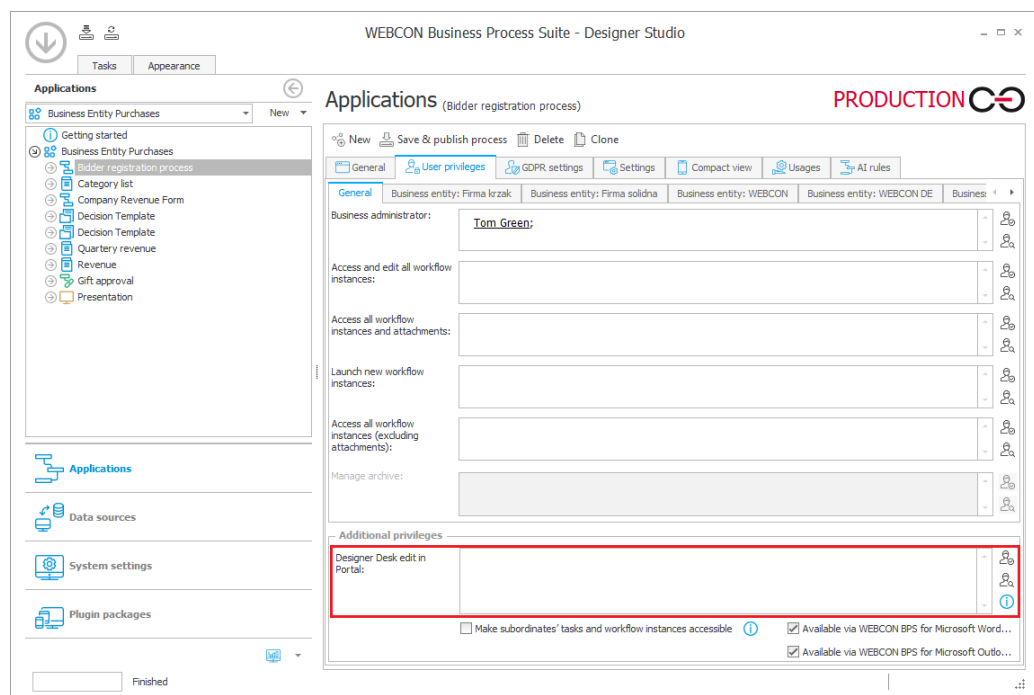 WEBCON Business Process Suite - Designer Studio
Tasks
Appearance
Applications
Business Entity Purchases
New
Getting started
Business Entity Purchases
Bidder registration process
Category list
Company Revenue Form
Decision Template
Decision Template
Quartery revenue
Revenue
Gift approval
Presentation
Applications
Data sources
System settings
Plugin packages
Finished
Applications (Bidder registration process)
PRODUCTION
New
Save & publish process
Delete
Clone
General
User privileges
GDPR settings
Settings
Compact view
Usages
AI rules
General
Business entity: Firma krzak
Business entity: Firma solidna
Business entity: WEBCON
Business entity: WEBCON DE
Business
Business administrator:
Tom Green;
Access and edit all workflow
instances:
Access all workflow
instances and attachments:
Launch new workflow
instances:
Access all workflow
instances (excluding
attachments):
Manage archive:
Additional privileges
Designer Desk edit in
Portal:
Make subordinates' tasks and workflow instances accessible
Available via WEBCON BPS for Microsoft Word...
Available via WEBCON BPS for Microsoft Outlo...